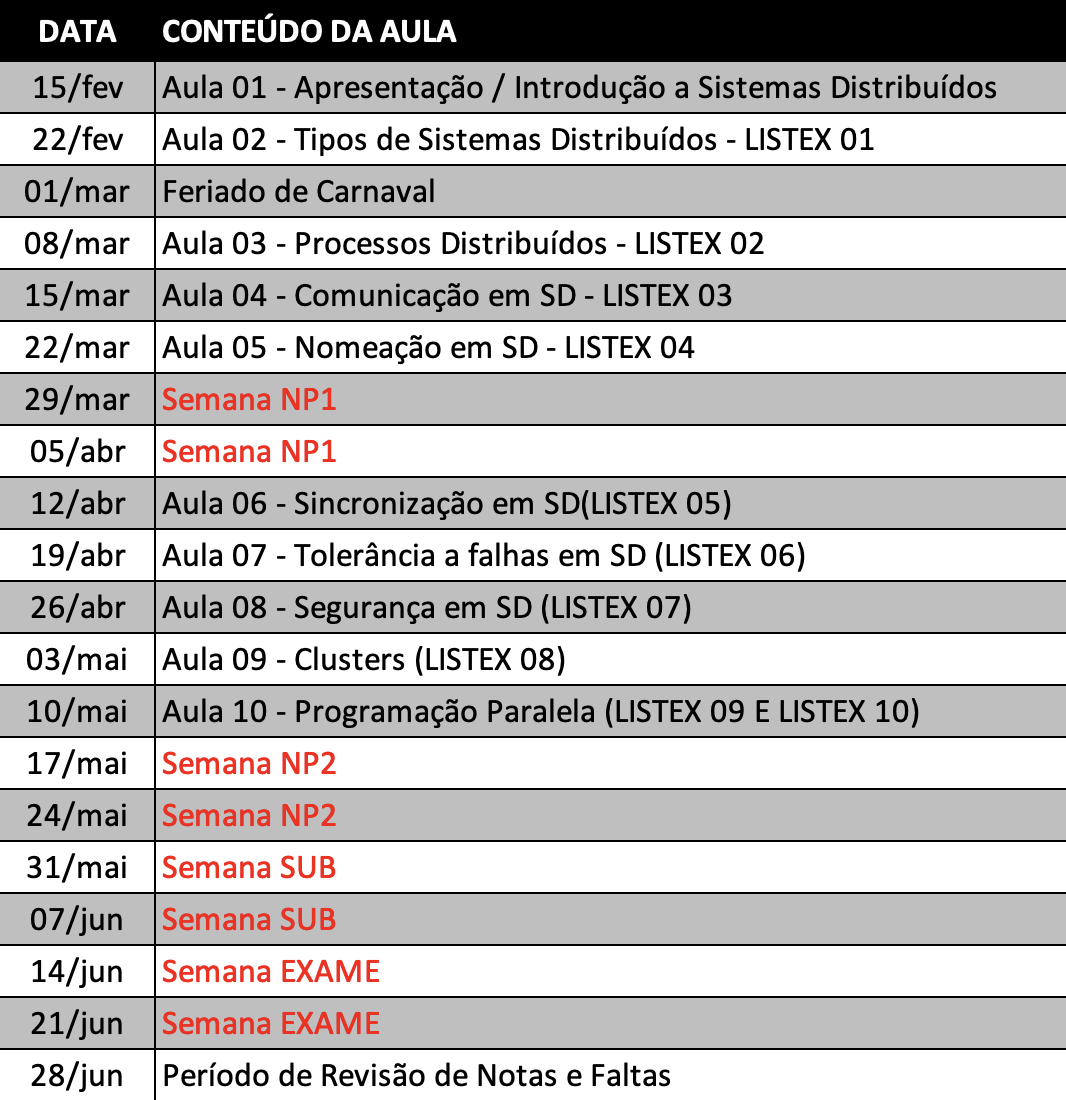 DATA CONTEÚDO DA AULA
15/fev Aula 01 - Apresentação / Introdução a Sistemas Distribuídos
22/fev Aula 02 - Tipos de Sistemas Distribuídos - LISTEX 01
01/mar Feriado de Carnaval
08/mar Aula 03 - Processos Distribuídos - LISTEX 02
15/mar Aula 04 - Comunicação em SD - LISTEX 03
22/mar Aula 05 - Nomeação em SD - LISTEX 04
29/mar Semana NP1
05/abr Semana NP1
12/abr Aula 06 - Sincronização em SD(LISTEX 05)
19/abr Aula 07 - Tolerância a falhas em SD (LISTEX 06)
26/abr Aula 08 - Segurança em SD (LISTEX 07)
03/mai Aula 09 - Clusters (LISTEX 08)
10/mai Aula 10 - Programação Paralela (LISTEX 09 E LISTEX 10)
17/mai Semana NP2
24/mai Semana NP2
31/mai Semana SUB
07/jun Semana SUB
14/jun Semana EXAME
21/jun Semana EXAME
28/jun Período de Revisão de Notas e Faltas